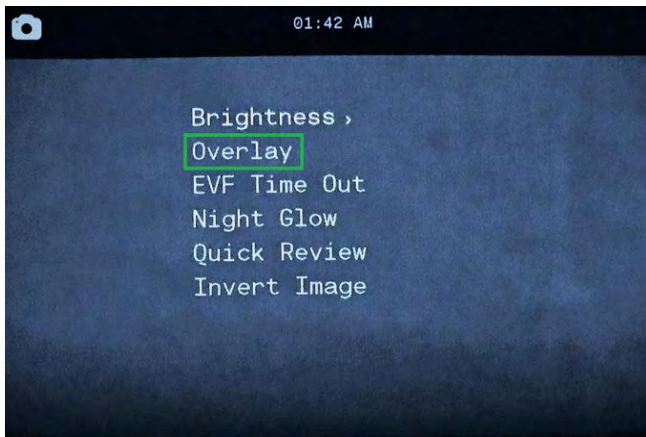 01:42 AM
Brightness ›
Overlay
EVF Time Out
Night Glow
Quick Review
Invert Image